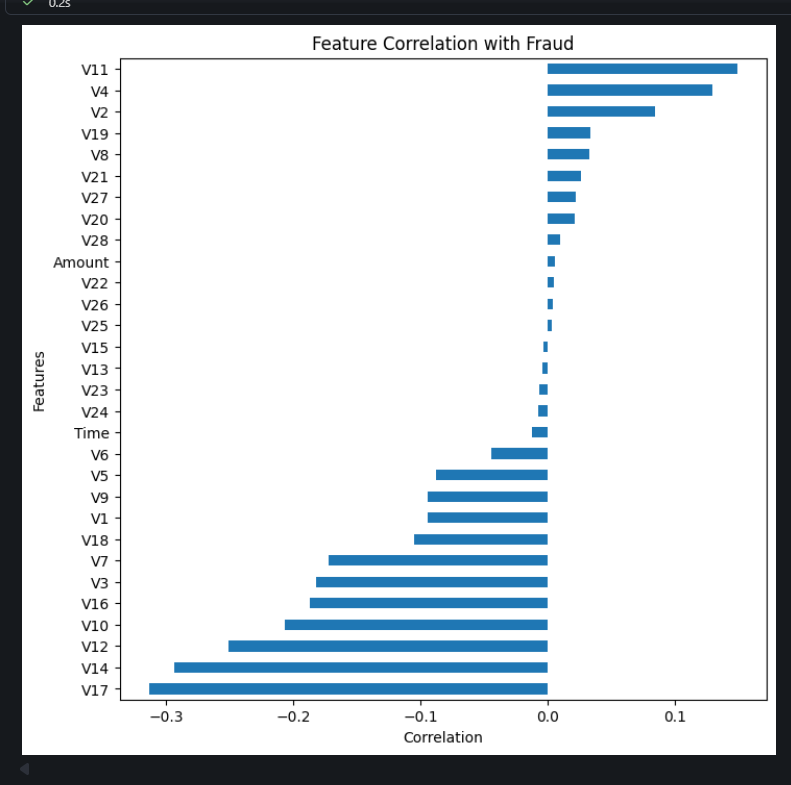 0.2s
Feature Correlation with Fraud
V11
V4
V2
V19
V8
V21
V27
V20
V28
Amount
V22
V26
V25
V15
V13
V23
V24
Time
V6
V5
V9
V1
V18
V7
V3
V16
V10
V12
V14
V17
Features
−0.3 −0.2 −0.1 0.0 0.1
Correlation